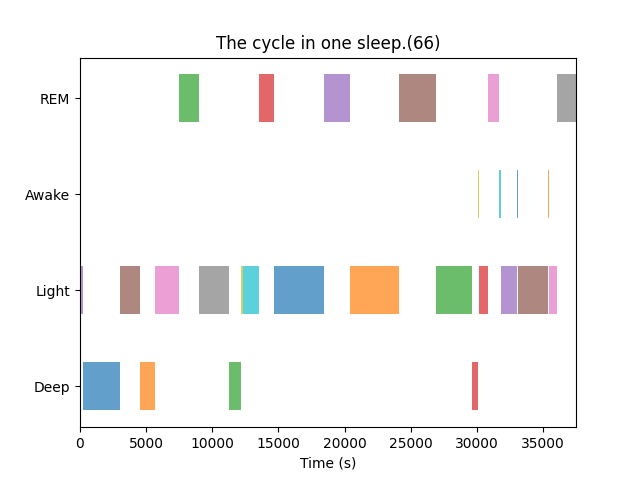 The cycle in one sleep.(66)
REM
Awake
Light
Deep
0 5000 10000 15000 20000 25000 30000 35000
Time (s)